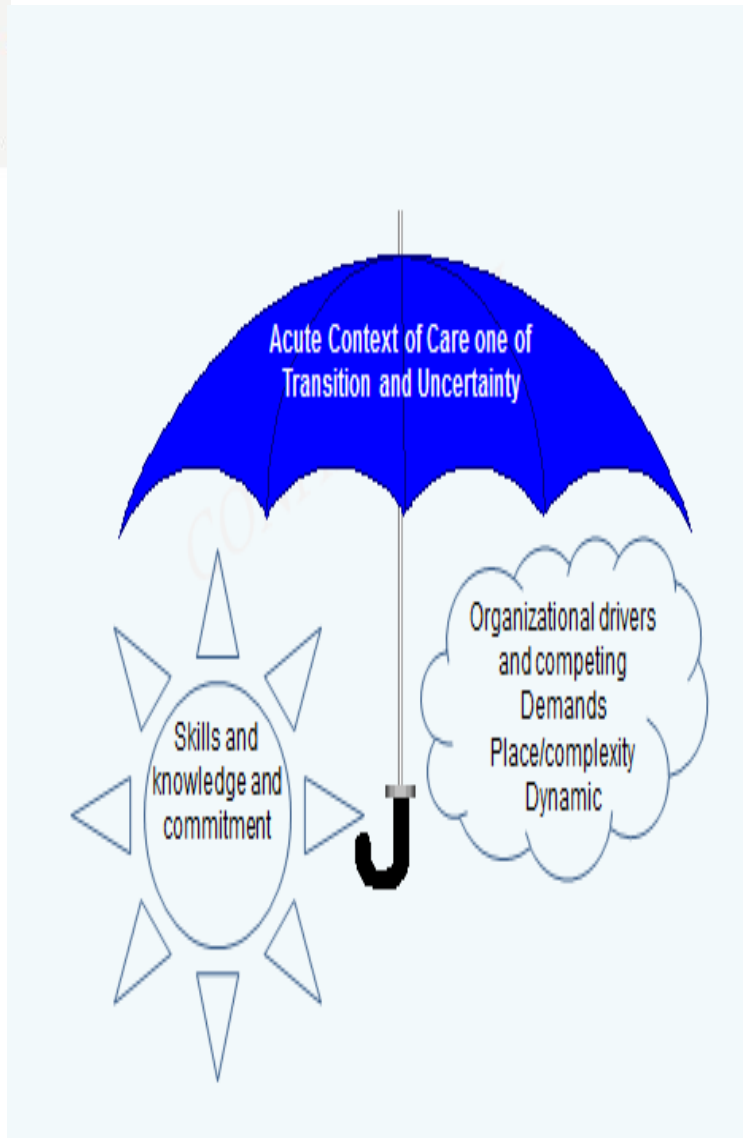 Acute Context of Care one of
Transition and Uncertainty
Skills and
knowledge and
commitment
Organizational drivers
and competing
Demands
Place/complexity
Dynamic